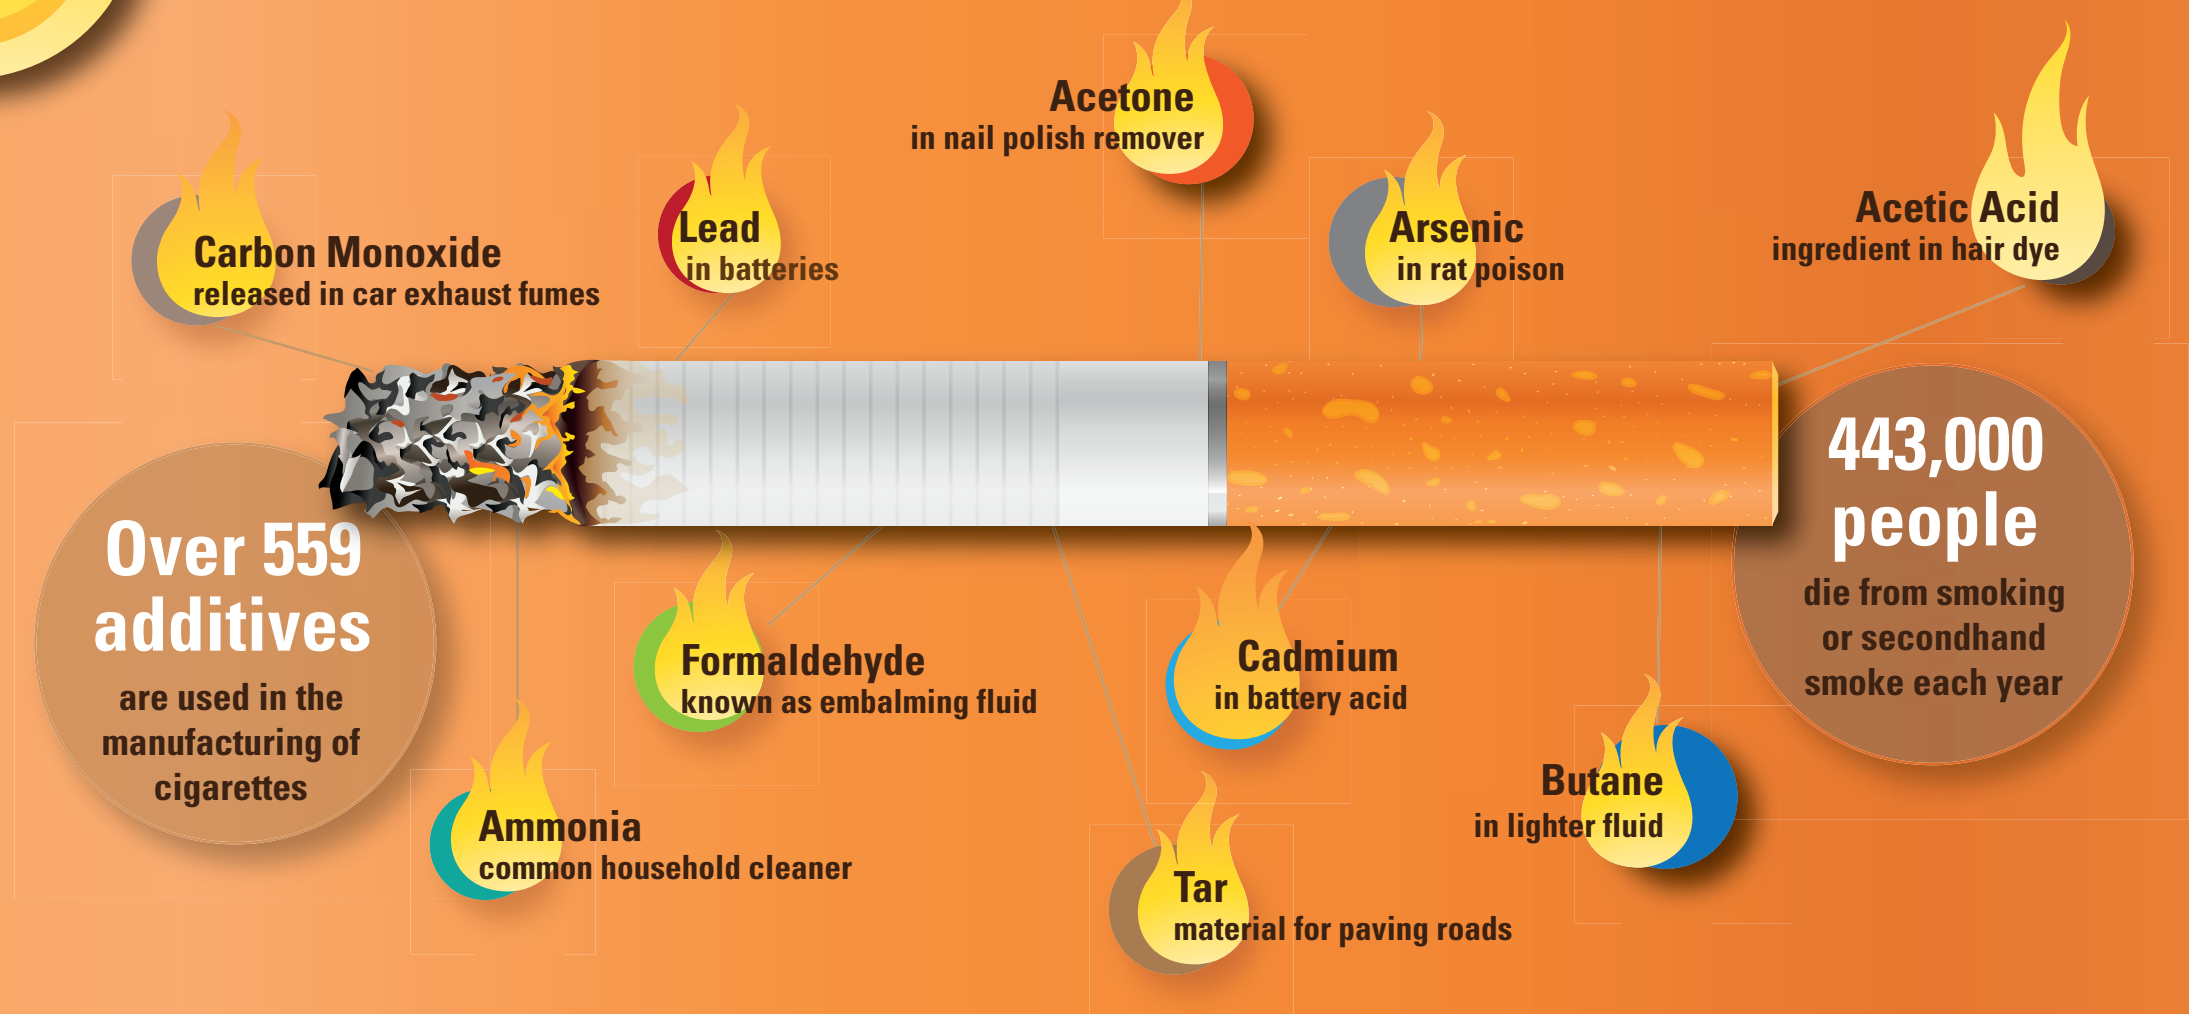 Acetone
in nail polish remover
Carbon Monoxide
released in car exhaust fumes
Lead
in batteries
Arsenic
in rat poison
Acetic Acid
ingredient in hair dye
Over 559
additives
are used in the
manufacturing of
cigarettes
443,000
people
die from smoking
or secondhand
smoke each year
Formaldehyde
known as embalming fluid
Cadmium
in battery acid
Ammonia
common household cleaner
Butane
in lighter fluid
Tar
material for paving roads